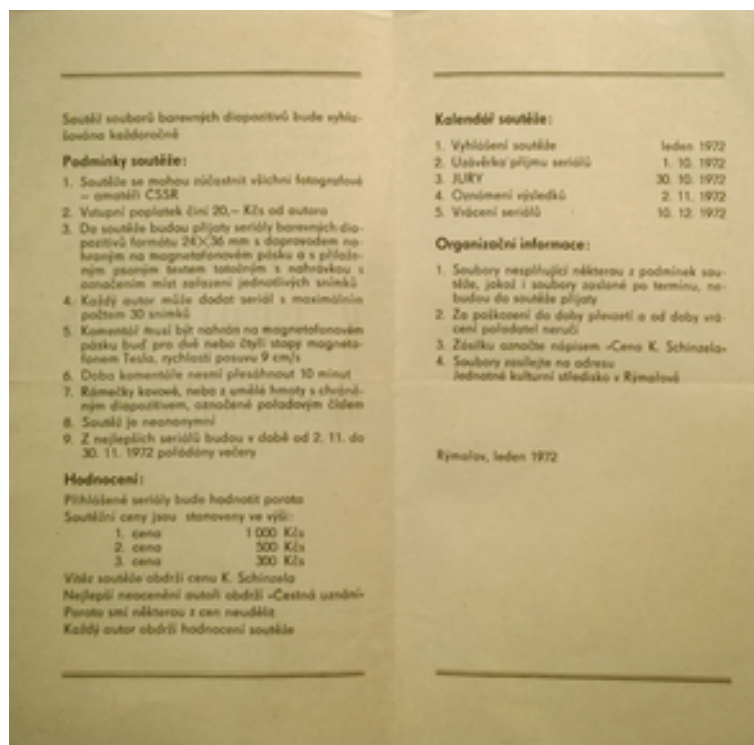 Soutěž souborů barevných diapozitivů bude vyhla-
šována každoročně
Podmínky soutěže:
1. Soutěže se mohou zúčastnit všichni fotografové
– amatéři ČSSR
2. Vstupní poplatek činí 20,– Kčs od autora
3. Do soutěže budou přijaty seriály barevných dia-
pozitivů formátu 24×36 mm s doprovodem na-
hraným na magnetofonovém pásku a s přilože-
ným psaným textem totočným s nahrávkou s
označením míst zařazení jednotlivých snímků
4. Každý autor může dodat seriál s maximálním
počtem 30 snímků
5. Komentář musí být nahrán na magnetofonovém
pásku buď pro dvě nebo čtyři stopy magneto-
fonem Tesla, rychlosti posuvu 9 cm/s
6. Doba komentáře nesmí přesáhnout 10 minut
7. Rámečky kovové, nebo z umělé hmoty s chráně-
ným diapozitivem, označené pořadovým číslem
8. Soutěž je neanonymní
9. Z nejlepších seriálů budou v době od 2. 11. do
30. 11. 1972 pořádány večery
Hodnocení:
Přihlášené seriály bude hodnotit porota
Soutěžní ceny jsou stanoveny ve výši:
1. cena 1 000 Kčs
2. cena 500 Kčs
3. cena 300 Kčs
Vítěz soutěže obdrží cenu K. Schinzela
Nejlepší neocenění autoři obdrží »Čestná uznání«
Porota smí některou z cen neudělit
Každý autor obdrží hodnocení soutěže
Kalendář soutěže:
1. Vyhlášení soutěže leden 1972
2. Uzávěrka příjmu seriálů 1. 10. 1972
3. JURY 30. 10. 1972
4. Oznámení výsledků 2. 11. 1972
5. Vrácení seriálů 10. 12. 1972
Organizační informace:
1. Soubory nesplňující některou z podmínek sou-
těže, jakož i soubory zaslané po termínu, ne-
budou do soutěže přijaty
2. Za poškození do doby převzetí a od doby vrá-
cení pořadatel neručí
3. Zásilku označte nápisem »Cena K. Schinzela«
4. Soubory zasílejte na adresu
Jednotné kulturní středisko v Rýmařově
Rýmařov, leden 1972